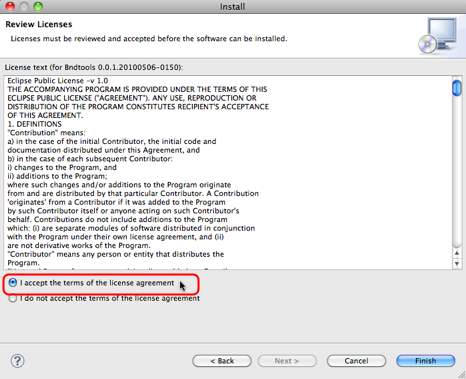 Install
Review Licenses
Licenses must be reviewed and accepted before the software can be installed.
License text (for Bndtools 0.0.1.20100506-0150):
Eclipse Public License -v 1.0
THE ACCOMPANYING PROGRAM IS PROVIDED UNDER THE TERMS OF THIS
ECLIPSE PUBLIC LICENSE ("AGREEMENT"). ANY USE, REPRODUCTION OR
DISTRIBUTION OF THE PROGRAM CONSTITUTES RECIPIENT'S ACCEPTANCE
OF THIS AGREEMENT.
1. DEFINITIONS
"Contribution" means:
a) in the case of the initial Contributor, the initial code and
documentation distributed under this Agreement, and
b) in the case of each subsequent Contributor:
i) changes to the Program, and
ii) additions to the Program;
where such changes and/or additions to the Program originate
from and are distributed by that particular Contributor. A Contribution
'originates' from a Contributor if it was added to the Program
by such Contributor itself or anyone acting on such Contributor's
behalf. Contributions do not include additions to the Program
which: (i) are separate modules of software distributed in conjunction
with the Program under their own license agreement, and (ii)
are not derivative works of the Program.
"Contributor" means any person or entity that distributes the
Program.
I accept the terms of the license agreement
I do not accept the terms of the license agreement
?
< Back
Next >
Cancel
Finish